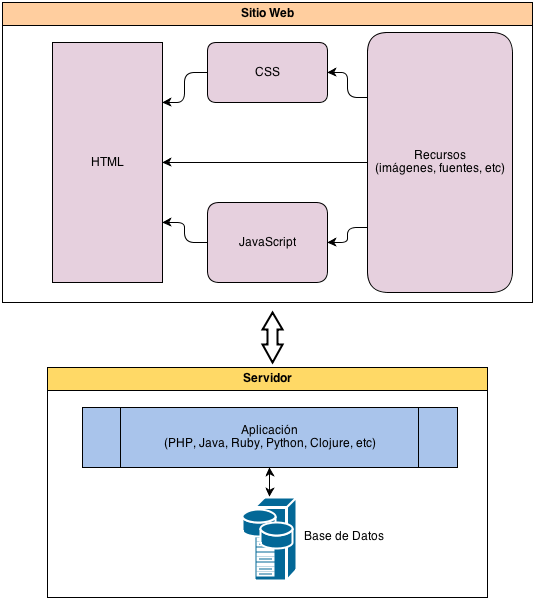 Sitio Web
CSS
HTML
Recursos
(imágenes, fuentes, etc)
JavaScript
Servidor
Aplicación
(PHP, Java, Ruby, Python, Clojure, etc)
Base de Datos